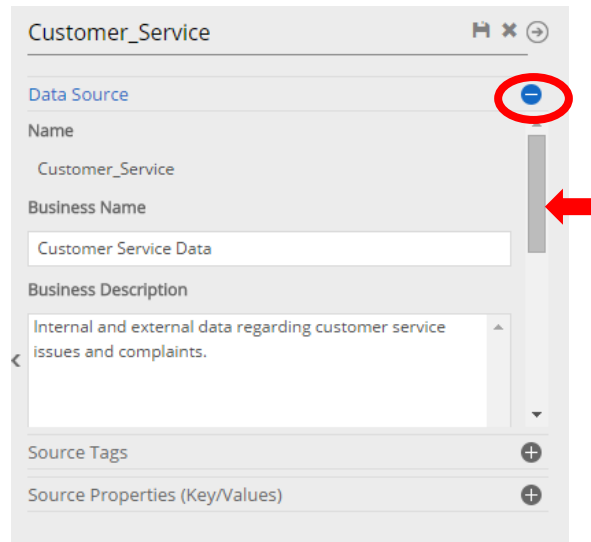 Customer_Service
Data Source
Name
Customer_Service
Business Name
Customer Service Data
Business Description
Internal and external data regarding customer service
issues and complaints.
Source Tags
Source Properties (Key/Values)